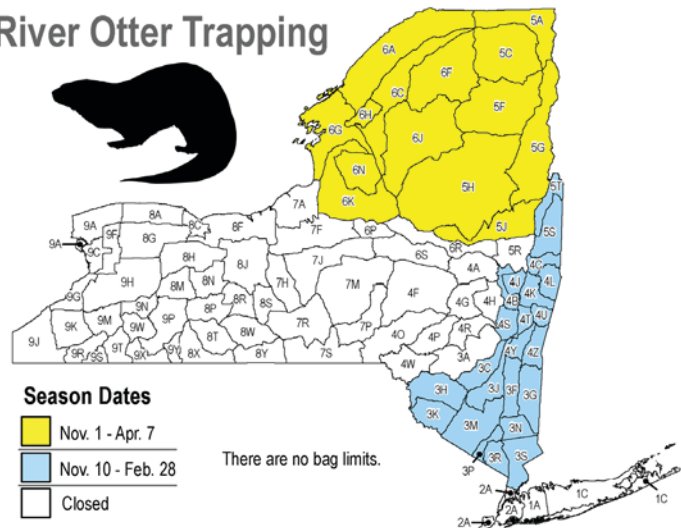 River Otter Trapping
5A
6A
5C
6F
6C
5F
6H
6G
6J
5G
6N
5H
5T
6K
7A
8A
9A
8C
5J
8F
7F
6P
5S
9F
8G
9A
9C
6R
5R
6S
8H
7J
4A
4C
8J
9H
7H
4J
4L
8N
8M
7M
4K
4F
9G
8R
4G
4H
4B
8S
9N
8P
9K
9M
9P
4U
9W
7R
4S
4T
7P
4R
8T
8W
4O
4P
9J
4Y
9R
9S
9T
9X
9Y
8X
8Y
7S
3A
4Z
4W
3C
Season Dates
3H
3J
3F
3G
3K
Nov. 1 - Apr. 7
3M
3N
Nov. 10 - Feb. 28
There are no bag limits.
3R
3S
3P
Closed
2A
1C
1C
2A
1A
2A